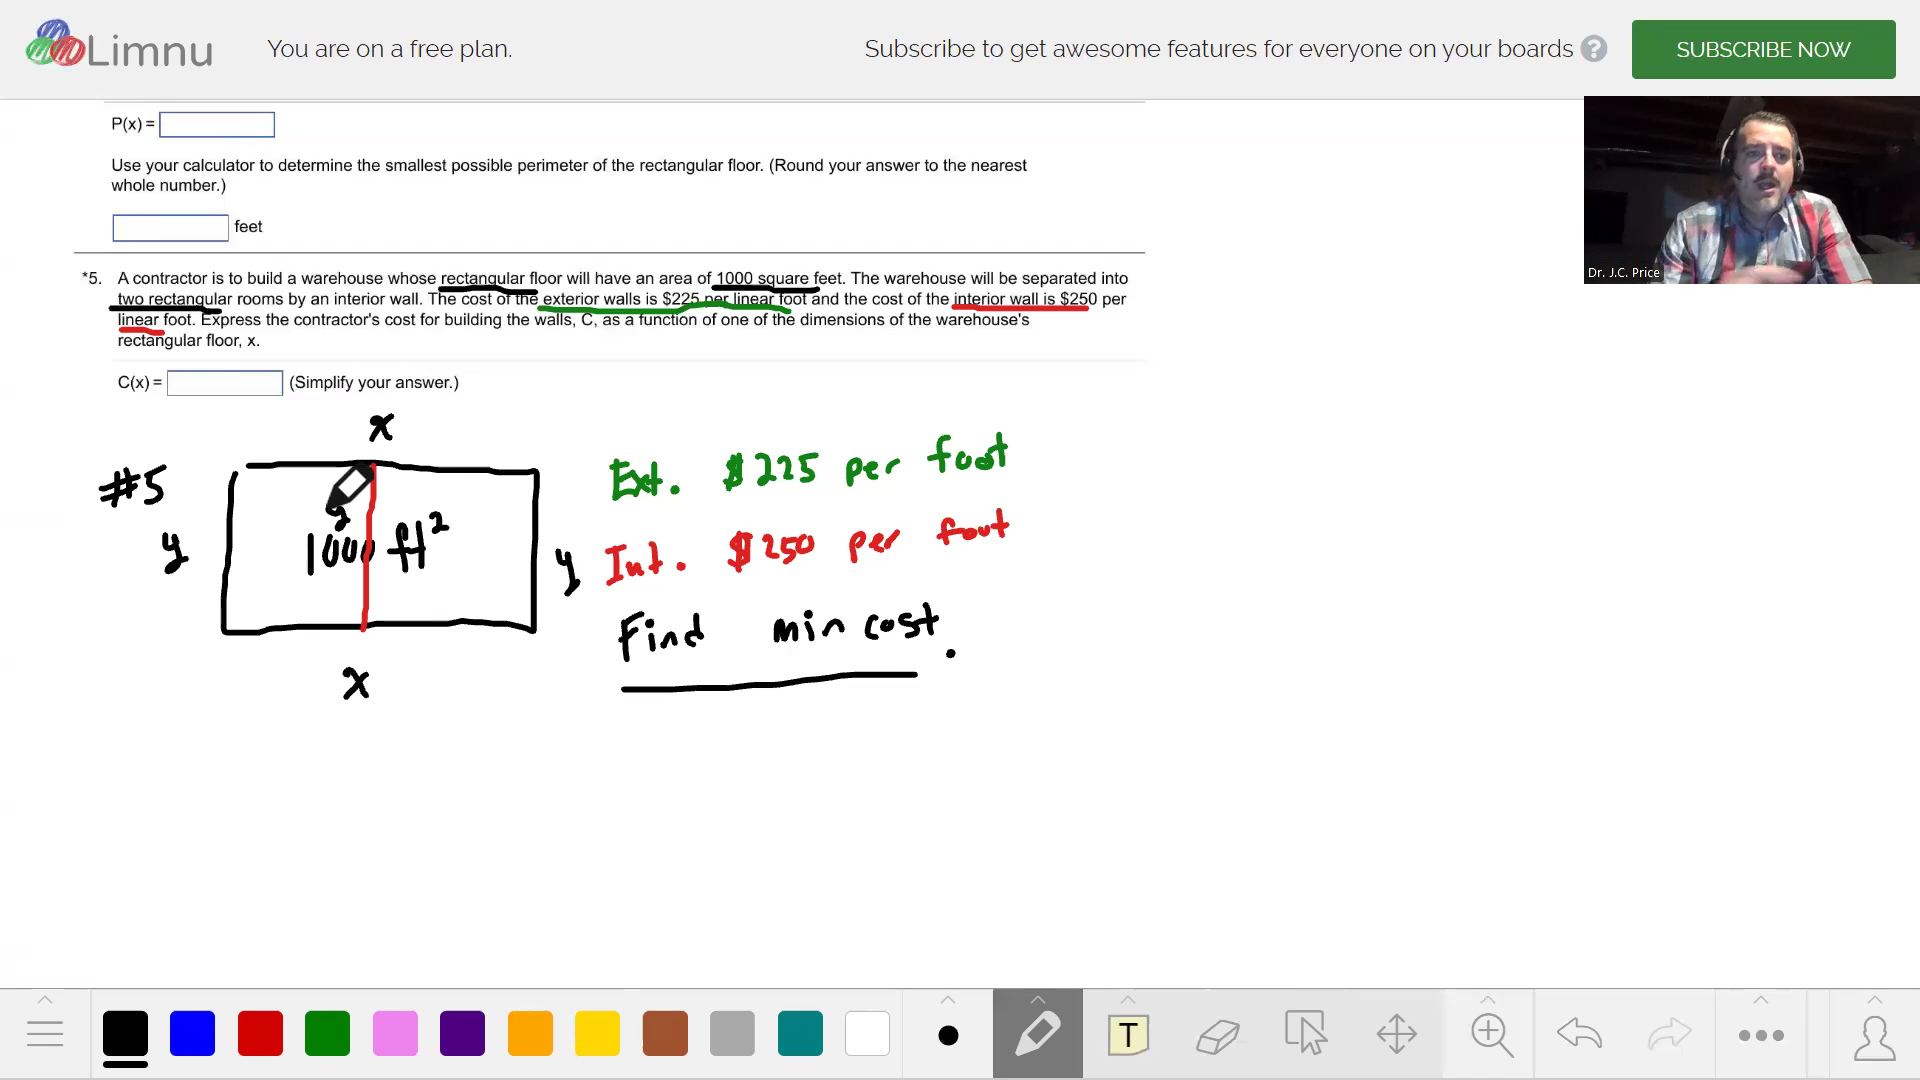 Limnu
You are on a free plan.
Subscribe to get awesome features for everyone on your boards ?
SUBSCRIBE NOW
P(x) =
Use your calculator to determine the smallest possible perimeter of the rectangular floor. (Round your answer to the nearest
whole number.)
feet
Dr. J.C. Price
*5. A contractor is to build a warehouse whose rectangular floor will have an area of 1000 square feet. The warehouse will be separated into
two rectangular rooms by an interior wall. The cost of the exterior walls is $225 per linear foot and the cost of the interior wall is $250 per
linear foot. Express the contractor's cost for building the walls, C, as a function of one of the dimensions of the warehouse's
rectangular floor, x.
C(x) = (Simplify your answer.)
x
#5
y
1000 ft²
y
x
Ext. $225 per foot
Int. $250 per foot
Find min cost.
T